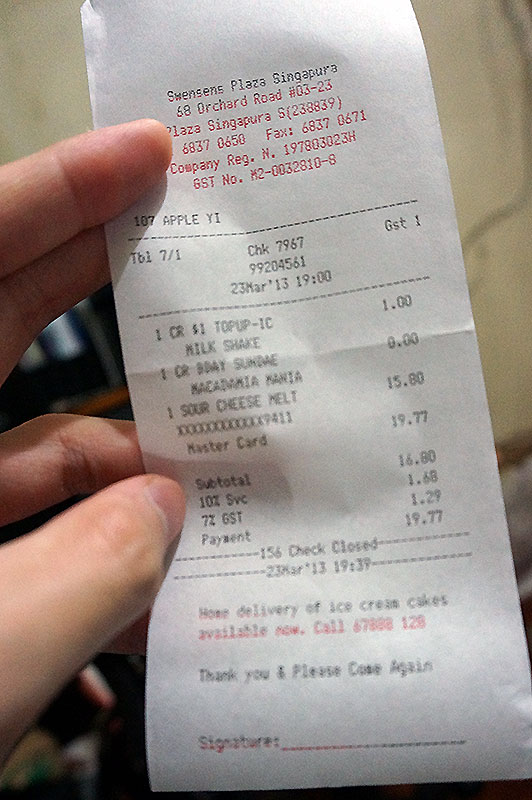 Swensens Plaza Singapura
68 Orchard Road #03-23
Plaza Singapura S(238839)
6837 0650 Fax: 6837 0671
Company Reg. N. 197803023H
GST No. M2-0032810-8
107 APPLE YI
Tbl 7/1 Chk 7967 Gst 1
99204561
23Mar'13 19:00
1 CR $1 TOPUP-IC 1.00
MILK SHAKE
1 CR BDAY SUNDAE 0.00
MACADAMIA MANIA
1 SOUR CHEESE MELT 15.80
XXXXXXXXXXXX9411
Master Card 19.77
Subtotal 16.80
10% Svc 1.68
7% GST 1.29
Payment 19.77
156 Check Closed
23Mar'13 19:39
Home delivery of ice cream cakes
available now. Call 67888 128
Thank you & Please Come Again
Signature: